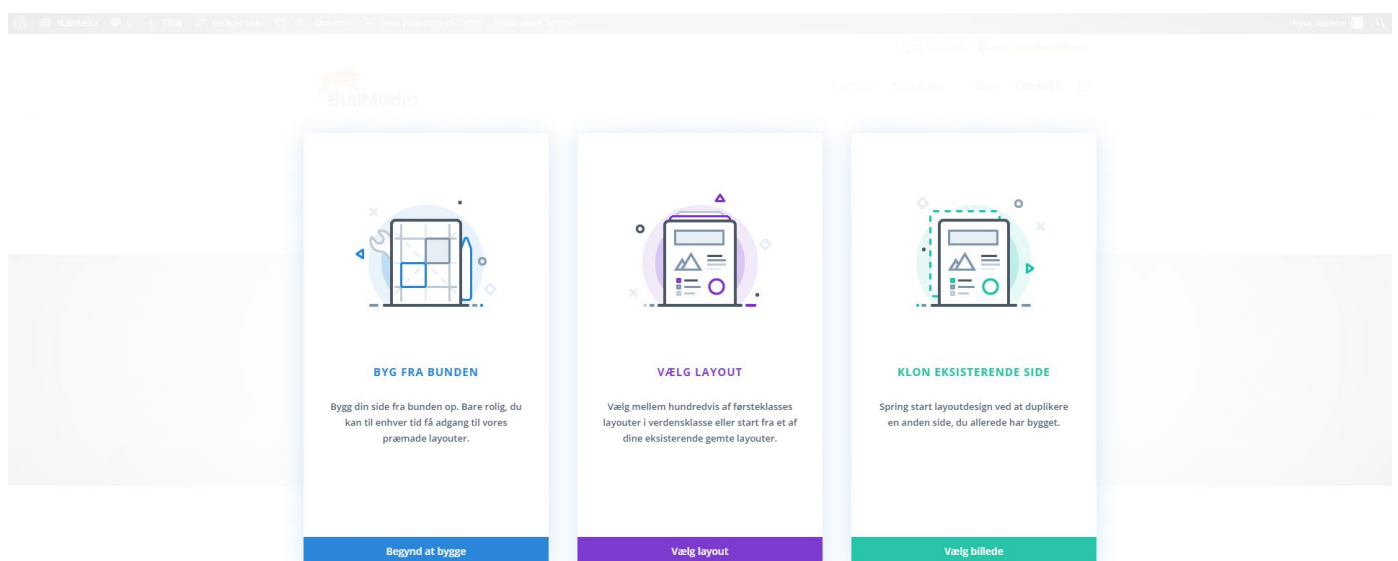 BullMedia
BullMedia
Kontakt
BYG FRA BUNDEN
Bygg din side fra bunden op. Bare rolig, du
kan til enhver tid få adgang til vores
præmade layouter.
Begynd at bygge
VÆLG LAYOUT
Vælg mellem hundredvis af førsteklasses
layouter i verdensklasse eller start fra et af
dine eksisterende gemte layouter.
Vælg layout
KLON EKSISTERENDE SIDE
Spring start layoutdesign ved at duplikere
en anden side, du allerede har bygget.
Vælg billede